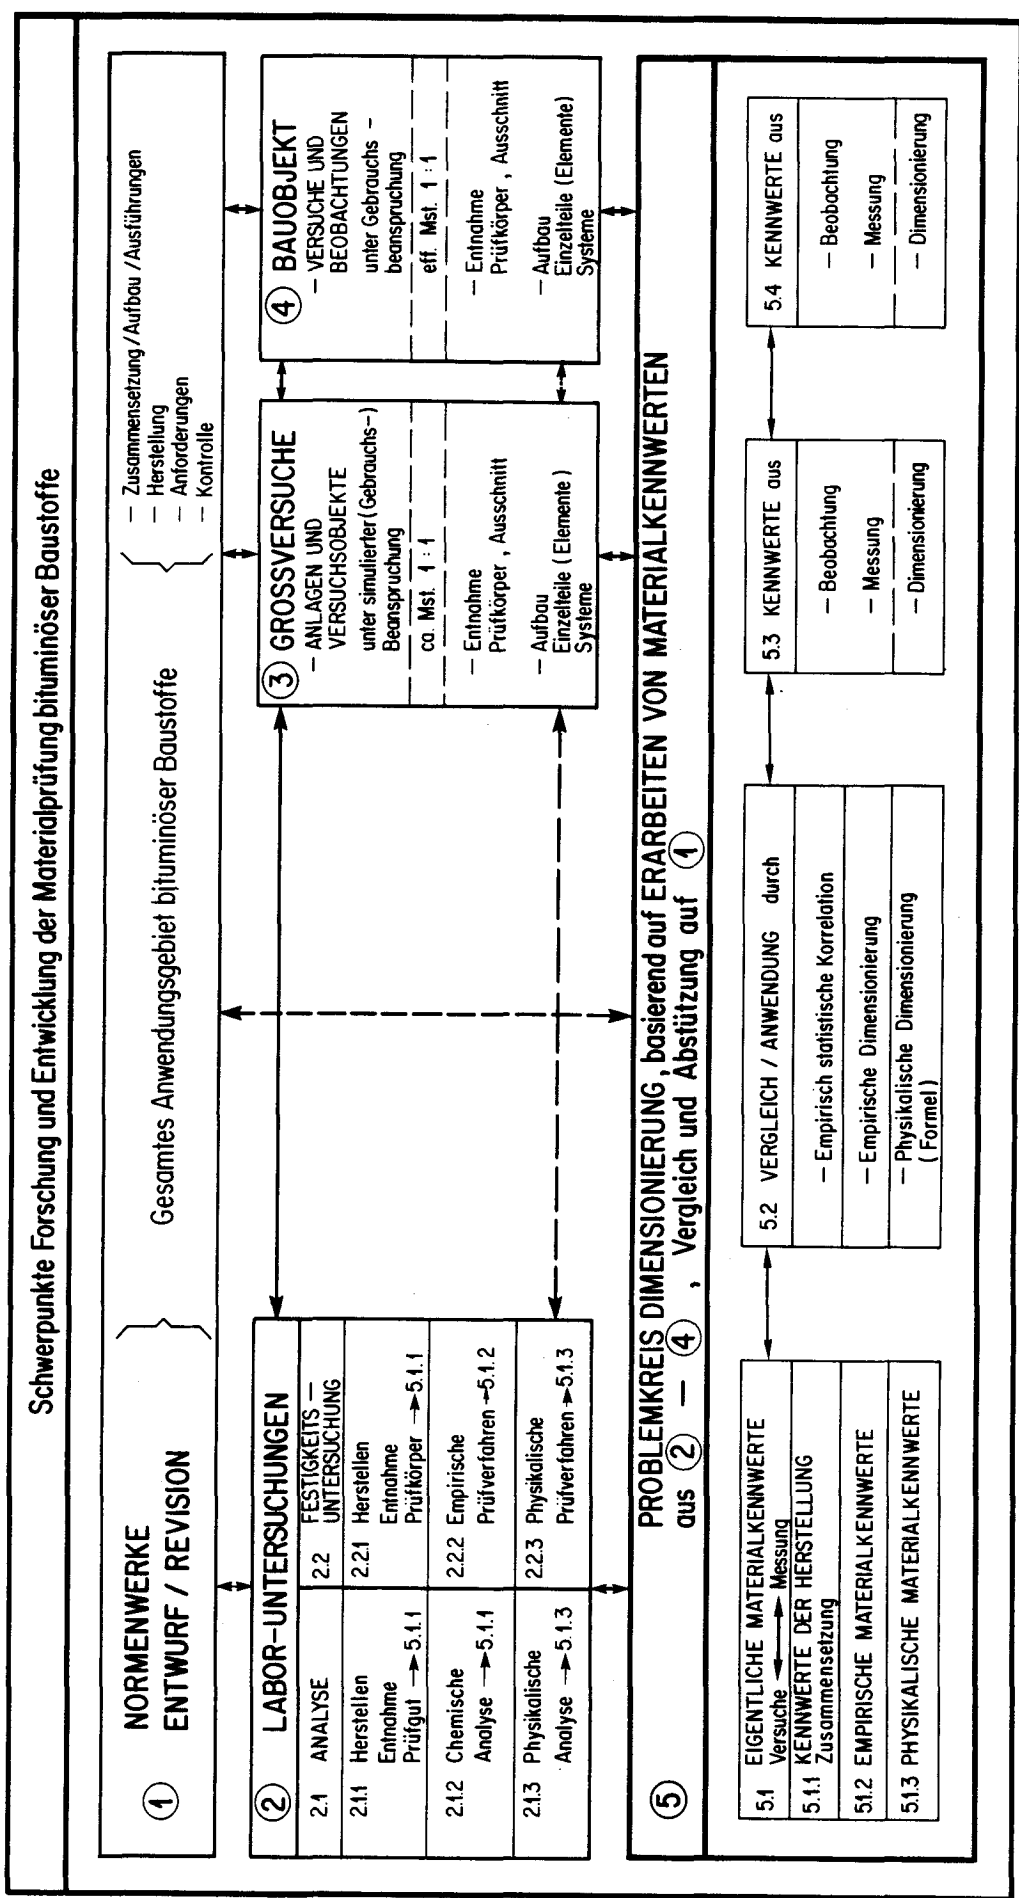 Schwerpunkte Forschung und Entwicklung der Materialprüfung bituminöser Baustoffe
① NORMENWERKE
ENTWURF / REVISION
Gesamtes Anwendungsgebiet bituminöser Baustoffe
– Zusammensetzung / Aufbau / Ausführungen
– Herstellung
– Anforderungen
– Kontrolle
② LABOR-UNTERSUCHUNGEN
2.1 ANALYSE
2.1.1 Herstellen
Entnahme
Prüfgut → 5.1.1
2.1.2 Chemische
Analyse → 5.1.1
2.1.3 Physikalische
Analyse → 5.1.3
2.2 FESTIGKEITS –
UNTERSUCHUNG
2.2.1 Herstellen
Entnahme
Prüfkörper → 5.1.1
2.2.2 Empirische
Prüfverfahren → 5.1.2
2.2.3 Physikalische
Prüfverfahren → 5.1.3
③ GROSSVERSUCHE
– ANLAGEN UND
VERSUCHSOBJEKTE
unter simulierter (Gebrauchs-)
Beanspruchung
ca. Mst. 1 : 1
– Entnahme
Prüfkörper , Ausschnitt
– Aufbau
Einzelteile (Elemente)
Systeme
④ BAUOBJEKT
– VERSUCHE UND
BEOBACHTUNGEN
unter Gebrauchs –
beanspruchung
eff. Mst. 1 : 1
– Entnahme
Prüfkörper , Ausschnitt
– Aufbau
Einzelteile (Elemente)
Systeme
⑤ PROBLEMKREIS DIMENSIONIERUNG, basierend auf ERARBEITEN VON MATERIALKENNWERTEN
aus ② – ④ , Vergleich und Abstützung auf ①
5.1 EIGENTLICHE MATERIALKENNWERTE
Versuche ↔ Messung
5.1.1 KENNWERTE DER HERSTELLUNG
Zusammensetzung
5.1.2 EMPIRISCHE MATERIALKENNWERTE
5.1.3 PHYSIKALISCHE MATERIALKENNWERTE
5.2 VERGLEICH / ANWENDUNG durch
– Empirisch statistische Korrelation
– Empirische Dimensionierung
– Physikalische Dimensionierung
(Formel)
5.3 KENNWERTE aus
– Beobachtung
– Messung
– Dimensionierung
5.4 KENNWERTE aus
– Beobachtung
– Messung
– Dimensionierung